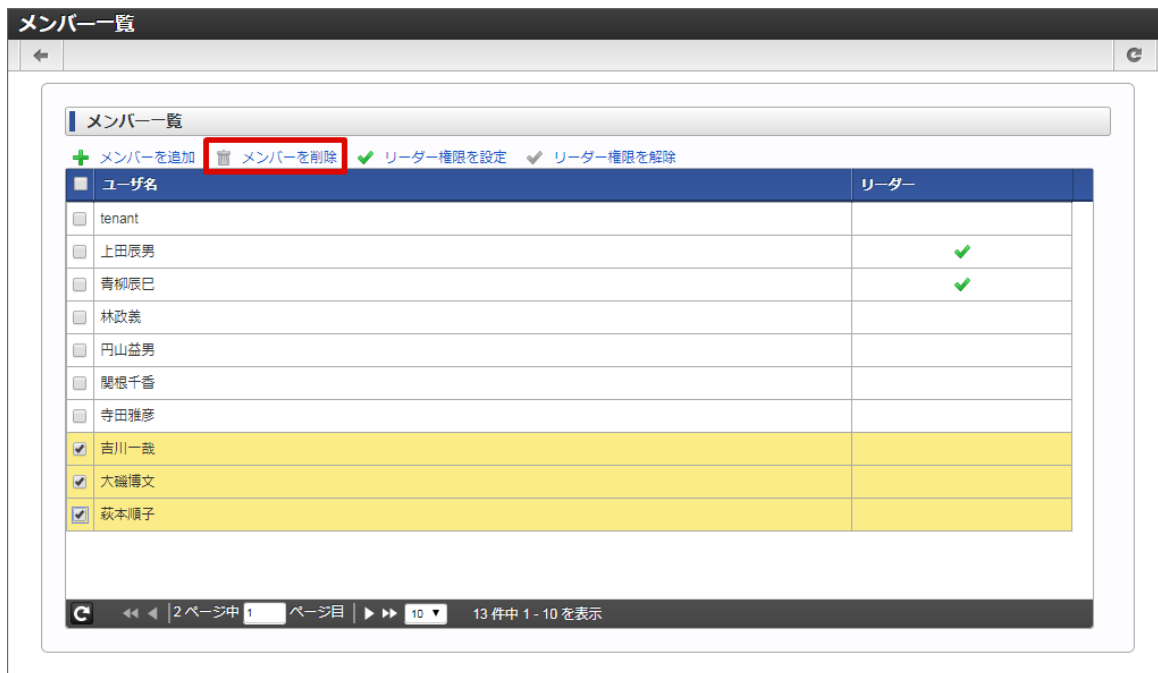 メンバー一覧
メンバー一覧
メンバーを追加 メンバーを削除 リーダー権限を設定 リーダー権限を解除
ユーザ名 リーダー
tenant
上田辰男
青柳辰巳
林政義
円山益男
関根千香
寺田雅彦
吉川一哉
大磯博文
萩本順子
2 ページ中 1 ページ目 10 13 件中 1 - 10 を表示